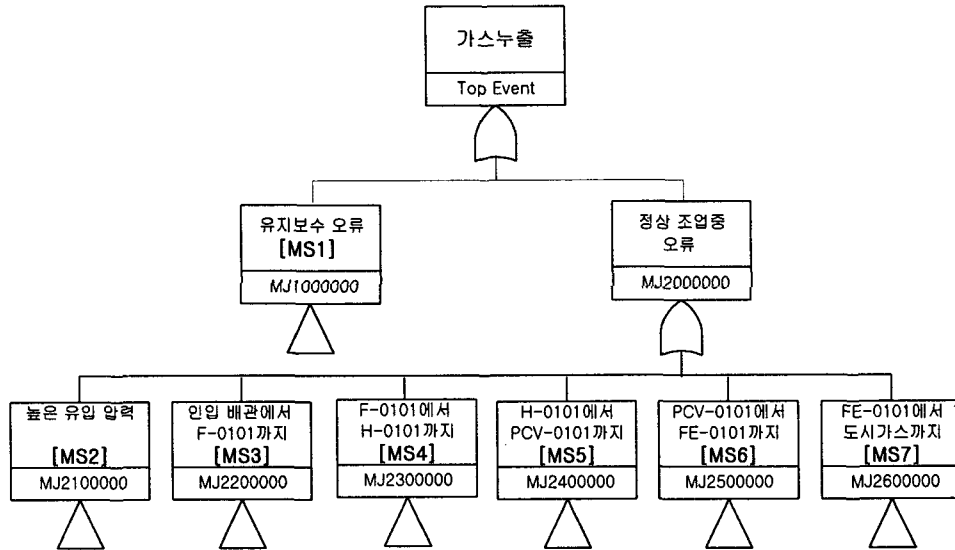 가스누출
Top Event
유지보수 오류
[MS1]
MJ1000000
정상 조업중
오류
MJ2000000
높은 유입 압력
[MS2]
MJ2100000
인입 배관에서
F-0101까지
[MS3]
MJ2200000
F-0101에서
H-0101까지
[MS4]
MJ2300000
H-0101에서
PCV-0101까지
[MS5]
MJ2400000
PCV-0101에서
FE-0101까지
[MS6]
MJ2500000
FE-0101에서
도시가스까지
[MS7]
MJ2600000